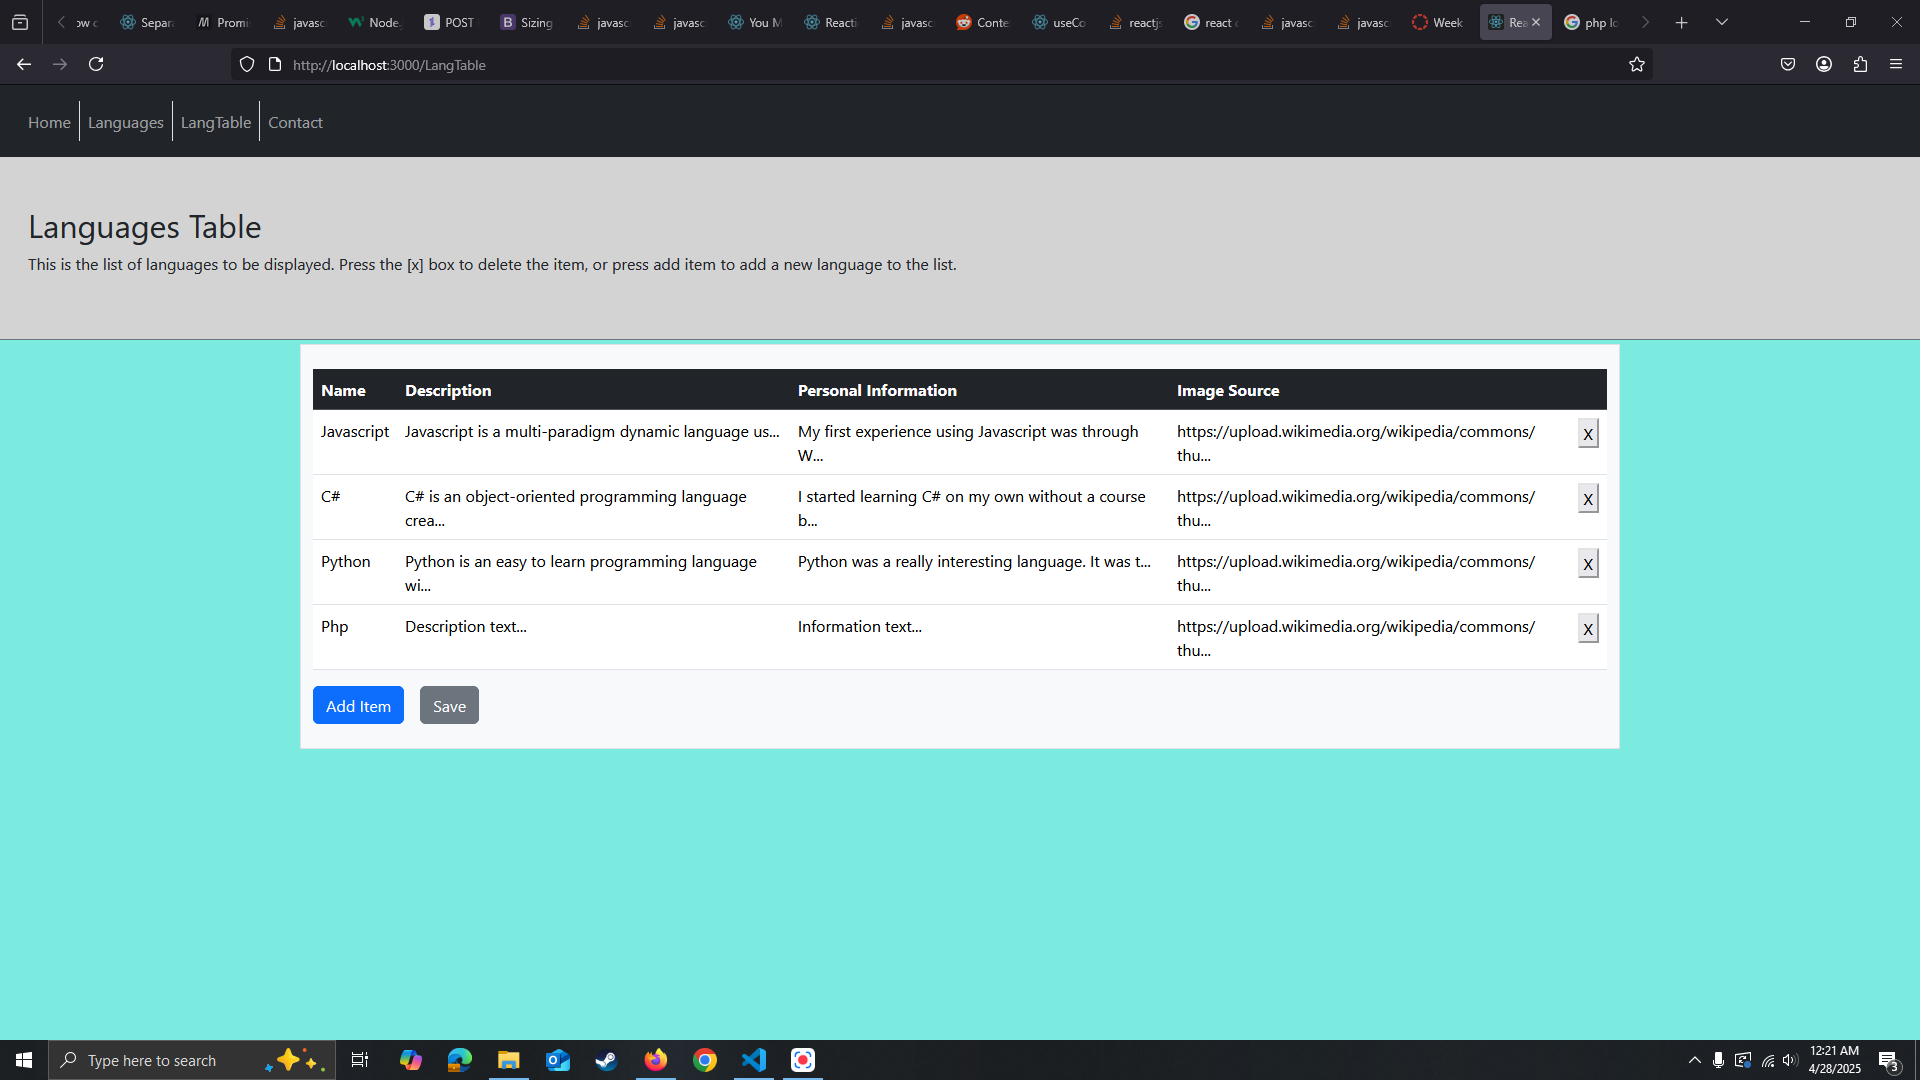 ow c
Separa
Promi
javasc
Node.
POST
Sizing
javasc
javasc
You M
Reacti
javasc
Conte
useCo
reactjs
react c
javasc
javasc
Week
Rea
php lo
http://localhost:3000/LangTable
Home Languages LangTable Contact
Languages Table
This is the list of languages to be displayed. Press the [x] box to delete the item, or press add item to add a new language to the list.
Name Description Personal Information Image Source
Javascript Javascript is a multi-paradigm dynamic language us... My first experience using Javascript was through https://upload.wikimedia.org/wikipedia/commons/ X
W... thu...
C# C# is an object-oriented programming language I started learning C# on my own without a course https://upload.wikimedia.org/wikipedia/commons/ X
crea... b... thu...
Python Python is an easy to learn programming language Python was a really interesting language. It was t... https://upload.wikimedia.org/wikipedia/commons/ X
wi... thu...
Php Description text... Information text... https://upload.wikimedia.org/wikipedia/commons/ X
thu...
Add Item Save
Type here to search
12:21 AM
4/28/2025
3